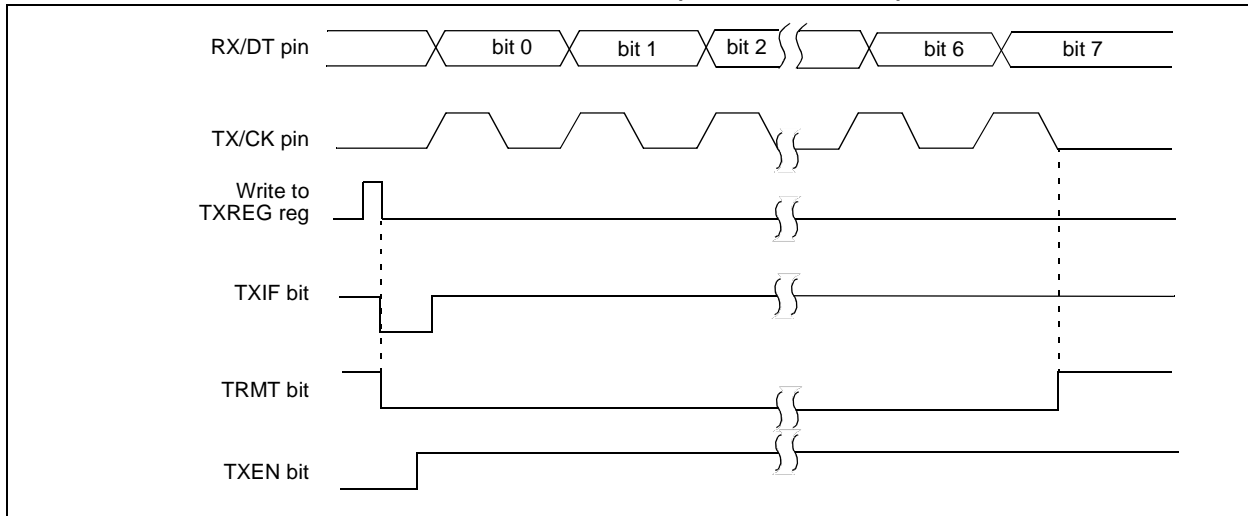 RX/DT pin
bit 0
bit 1
bit 2
bit 6
bit 7
TX/CK pin
Write to
TXREG reg
TXIF bit
TRMT bit
TXEN bit